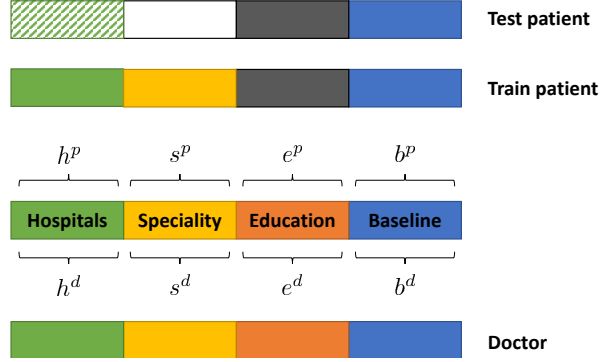 Test patient
Train patient
h^p s^p e^p b^p
Hospitals Speciality Education Baseline
h^d s^d e^d b^d
Doctor